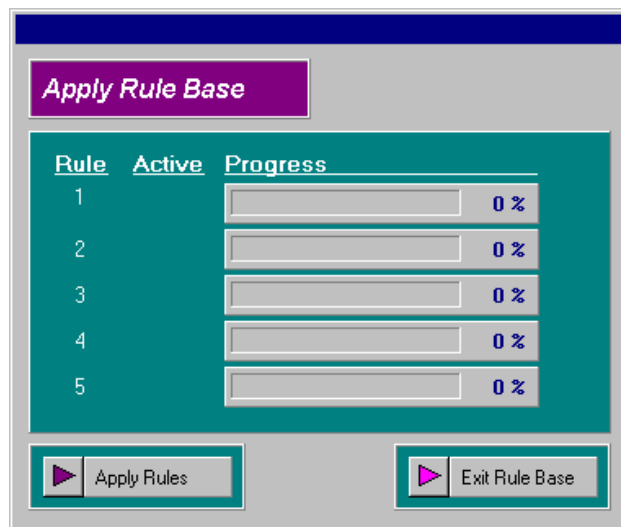 Apply Rule Base
Rule Active Progress
1 0 %
2 0 %
3 0 %
4 0 %
5 0 %
Apply Rules Exit Rule Base